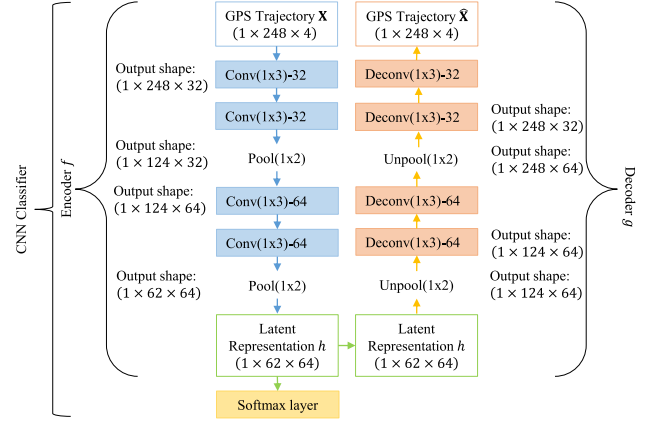 GPS Trajectory X
(1 × 248 × 4)
GPS Trajectory X̂
(1 × 248 × 4)
Output shape:
(1 × 248 × 32)
Conv(1x3)-32
Conv(1x3)-32
Deconv(1x3)-32
Deconv(1x3)-32
Output shape:
(1 × 248 × 32)
Output shape:
(1 × 124 × 32)
Pool(1x2)
Unpool(1x2)
Output shape:
(1 × 248 × 64)
Output shape:
(1 × 124 × 64)
Conv(1x3)-64
Conv(1x3)-64
Deconv(1x3)-64
Deconv(1x3)-64
Output shape:
(1 × 124 × 64)
Output shape:
(1 × 62 × 64)
Pool(1x2)
Unpool(1x2)
Output shape:
(1 × 124 × 64)
Latent
Representation h
(1 × 62 × 64)
Latent
Representation h
(1 × 62 × 64)
Softmax layer
CNN Classifier
Encoder f
Decoder g